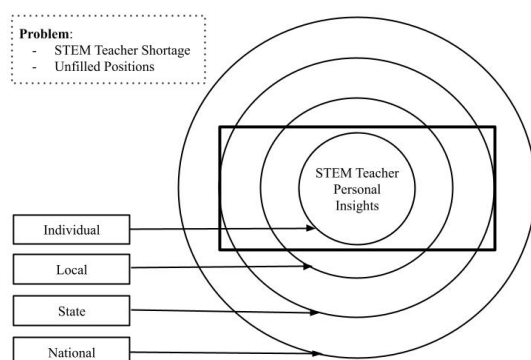 Problem:
- STEM Teacher Shortage
- Unfilled Positions
STEM Teacher
Personal
Insights
Individual
Local
State
National